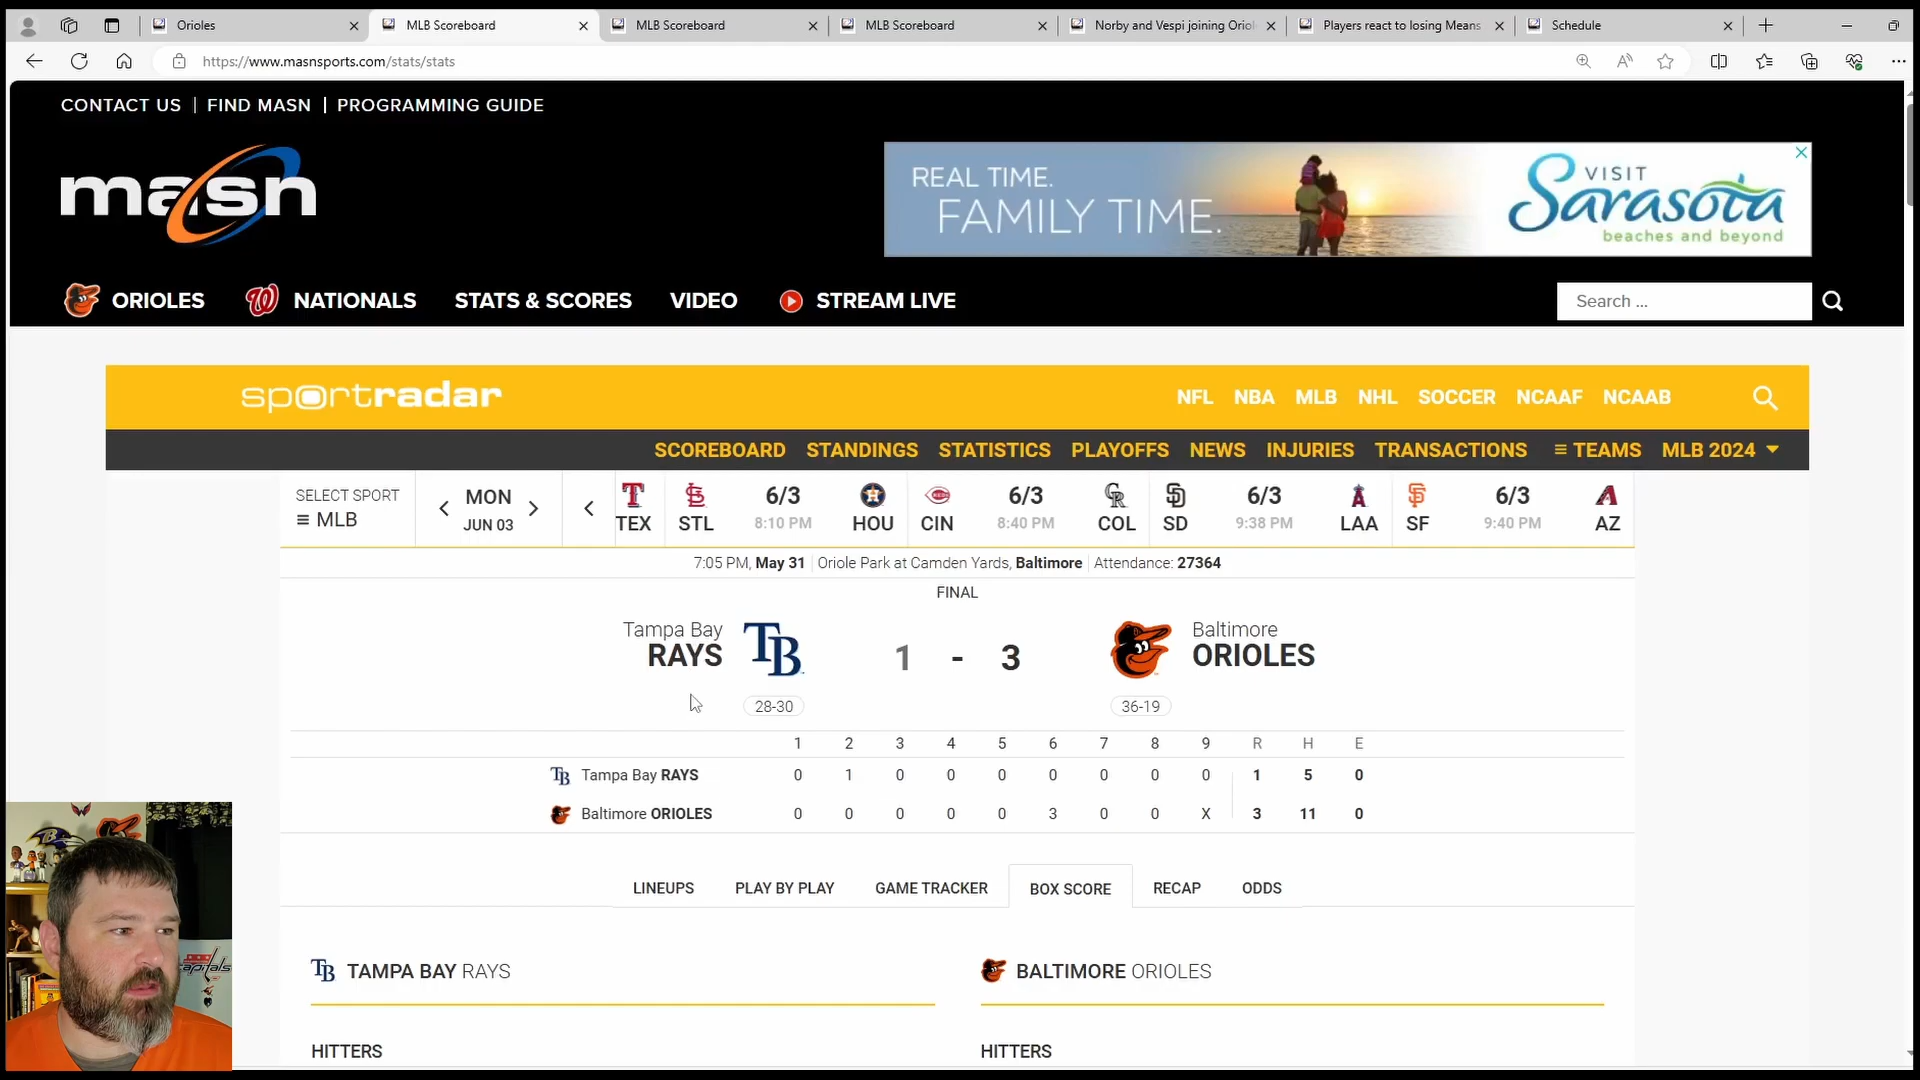 Orioles
MLB Scoreboard
MLB Scoreboard
MLB Scoreboard
Norby and Vespi joining Oriol
Players react to losing Means
Schedule
https://www.masnsports.com/stats/stats
CONTACT US | FIND MASN | PROGRAMMING GUIDE
masn
REAL TIME.
FAMILY TIME.
VISIT
Sarasota
beaches and beyond
ORIOLES
W NATIONALS
STATS & SCORES
VIDEO
STREAM LIVE
Search ...
sportradar
NFL NBA MLB NHL SOCCER NCAAF NCAAB
SCOREBOARD STANDINGS STATISTICS PLAYOFFS NEWS INJURIES TRANSACTIONS TEAMS MLB 2024
SELECT SPORT
MLB
MON
JUN 03
TEX
STL 6/3 8:10 PM HOU
CIN 6/3 8:40 PM COL
SD 6/3 9:38 PM LAA
SF 6/3 9:40 PM AZ
7:05 PM, May 31 | Oriole Park at Camden Yards, Baltimore | Attendance: 27364
FINAL
Tampa Bay
RAYS
TB
1 - 3
Baltimore
ORIOLES
28-30
36-19
1 2 3 4 5 6 7 8 9 R H E
TB Tampa Bay RAYS 0 1 0 0 0 0 0 0 0 1 5 0
Baltimore ORIOLES 0 0 0 0 0 3 0 0 X 3 11 0
LINEUPS PLAY BY PLAY GAME TRACKER BOX SCORE RECAP ODDS
TB TAMPA BAY RAYS
BALTIMORE ORIOLES
HITTERS
HITTERS
capitals